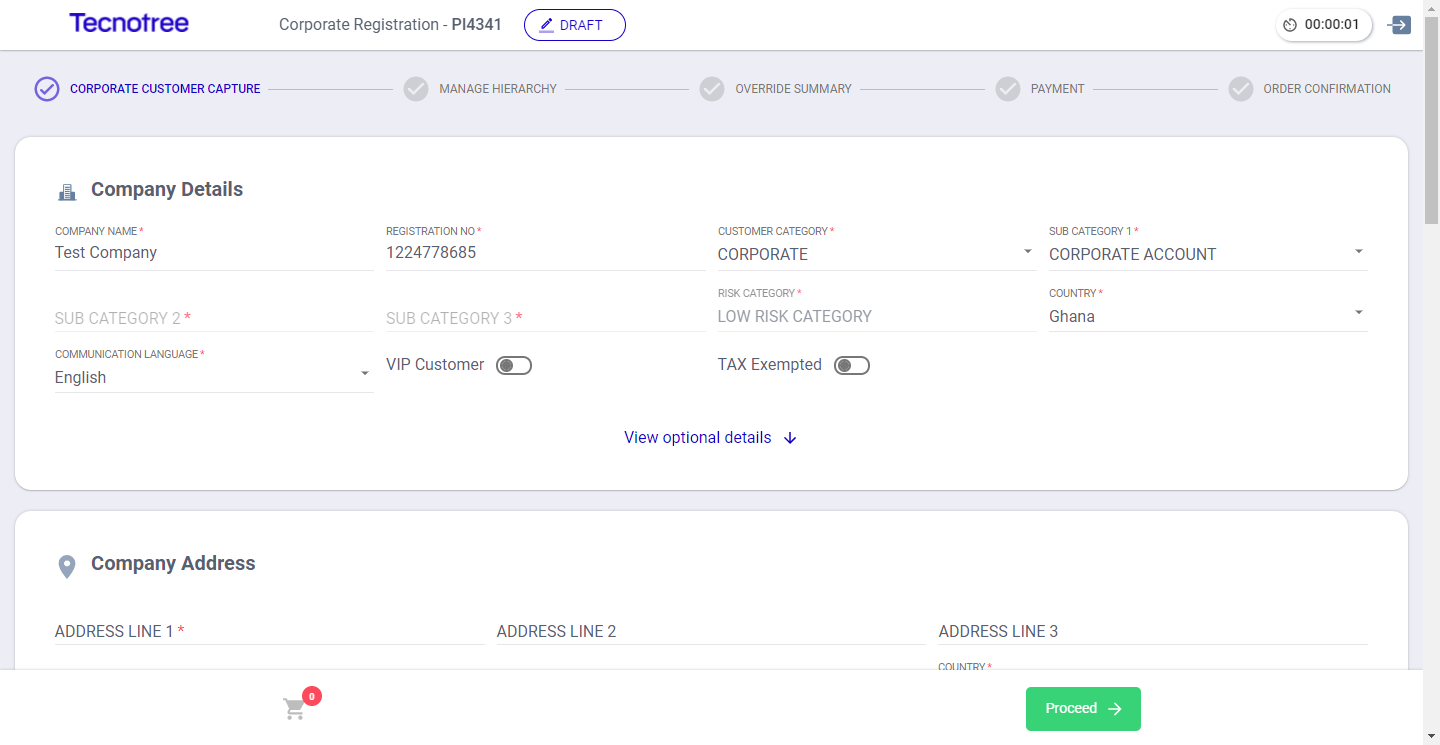 Tecnotree Corporate Registration - PI4341 DRAFT 00:00:01
CORPORATE CUSTOMER CAPTURE MANAGE HIERARCHY OVERRIDE SUMMARY PAYMENT ORDER CONFIRMATION
Company Details
COMPANY NAME * REGISTRATION NO * CUSTOMER CATEGORY * SUB CATEGORY 1 *
Test Company 1224778685 CORPORATE CORPORATE ACCOUNT
RISK CATEGORY * COUNTRY *
SUB CATEGORY 2 * SUB CATEGORY 3 * LOW RISK CATEGORY Ghana
COMMUNICATION LANGUAGE * VIP Customer TAX Exempted
English
View optional details
Company Address
ADDRESS LINE 1 * ADDRESS LINE 2 ADDRESS LINE 3
COUNTRY *
0 Proceed